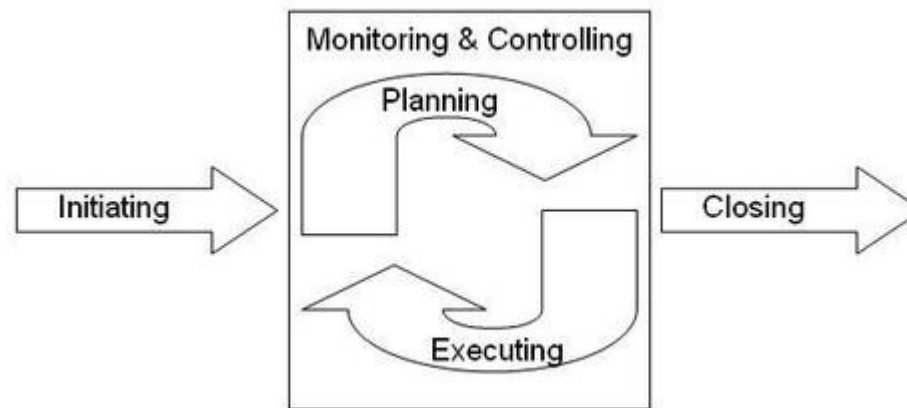 Monitoring & Controlling
Planning
Initiating
Closing
Executing